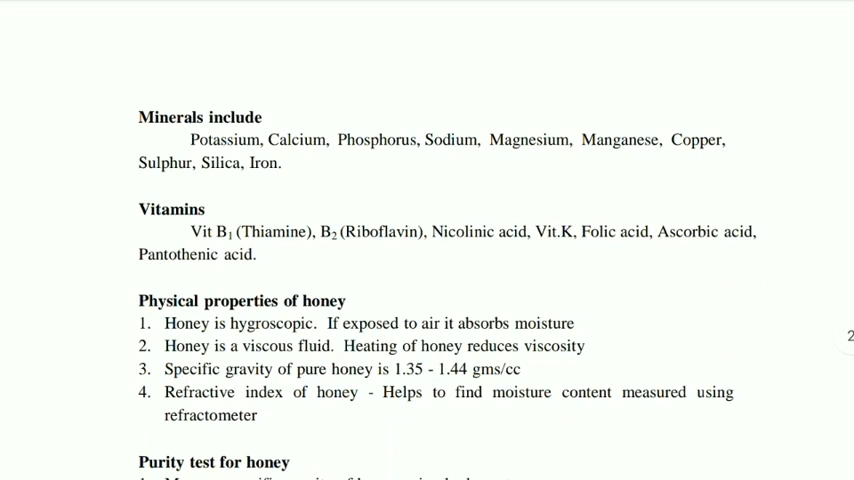 Minerals include
Potassium, Calcium, Phosphorus, Sodium, Magnesium, Manganese, Copper,
Sulphur, Silica, Iron.
Vitamins
Vit B₁ (Thiamine), B₂ (Riboflavin), Nicolinic acid, Vit.K, Folic acid, Ascorbic acid,
Pantothenic acid.
Physical properties of honey
1. Honey is hygroscopic. If exposed to air it absorbs moisture
2. Honey is a viscous fluid. Heating of honey reduces viscosity
3. Specific gravity of pure honey is 1.35 - 1.44 gms/cc
2
4. Refractive index of honey - Helps to find moisture content measured using
refractometer
Purity test for honey